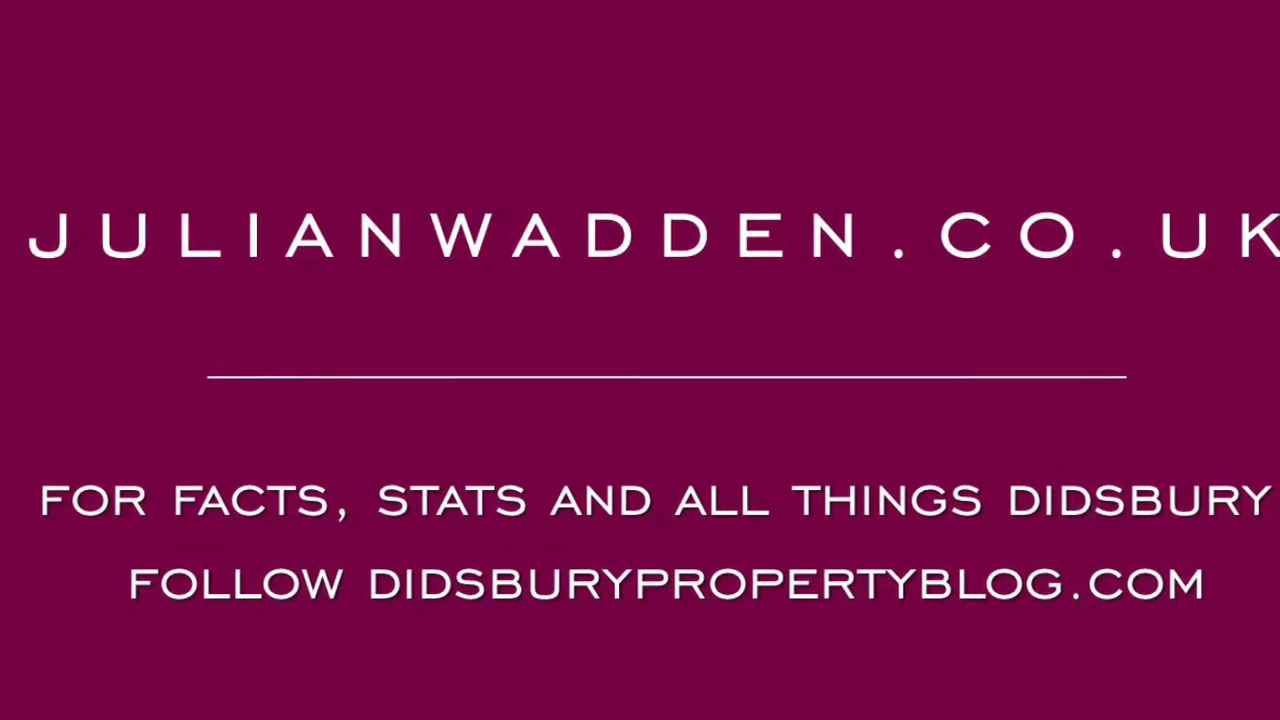 JULIANWADDEN.CO.UK
FOR FACTS, STATS AND ALL THINGS DIDSBURY
FOLLOW DIDSBURYPROPERTYBLOG.COM